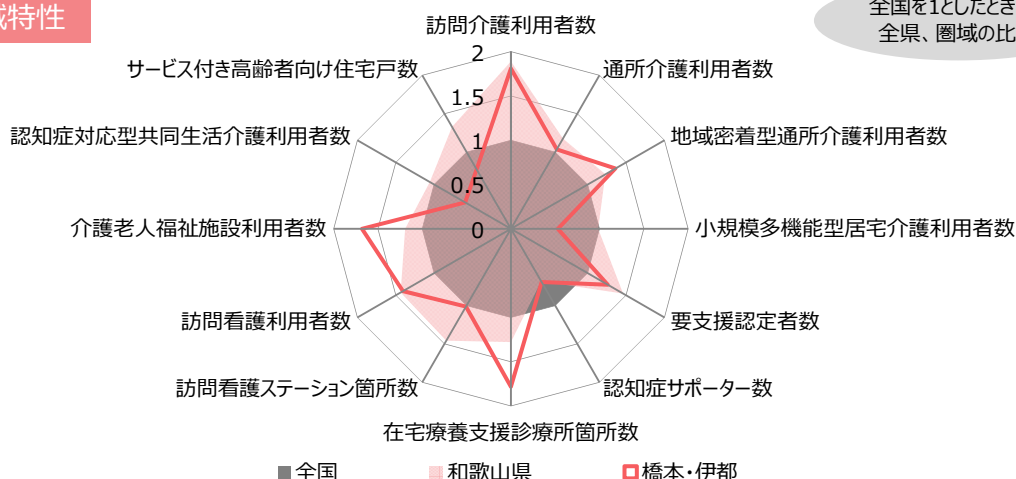 域特性
全国を1としたとき
全県、圏域の比
訪問介護利用者数
サービス付き高齢者向け住宅戸数
通所介護利用者数
認知症対応型共同生活介護利用者数
地域密着型通所介護利用者数
介護老人福祉施設利用者数
小規模多機能型居宅介護利用者数
訪問看護利用者数
要支援認定者数
訪問看護ステーション箇所数
認知症サポーター数
在宅療養支援診療所箇所数
2
1.5
1
0.5
0
全国
和歌山県
橋本・伊都